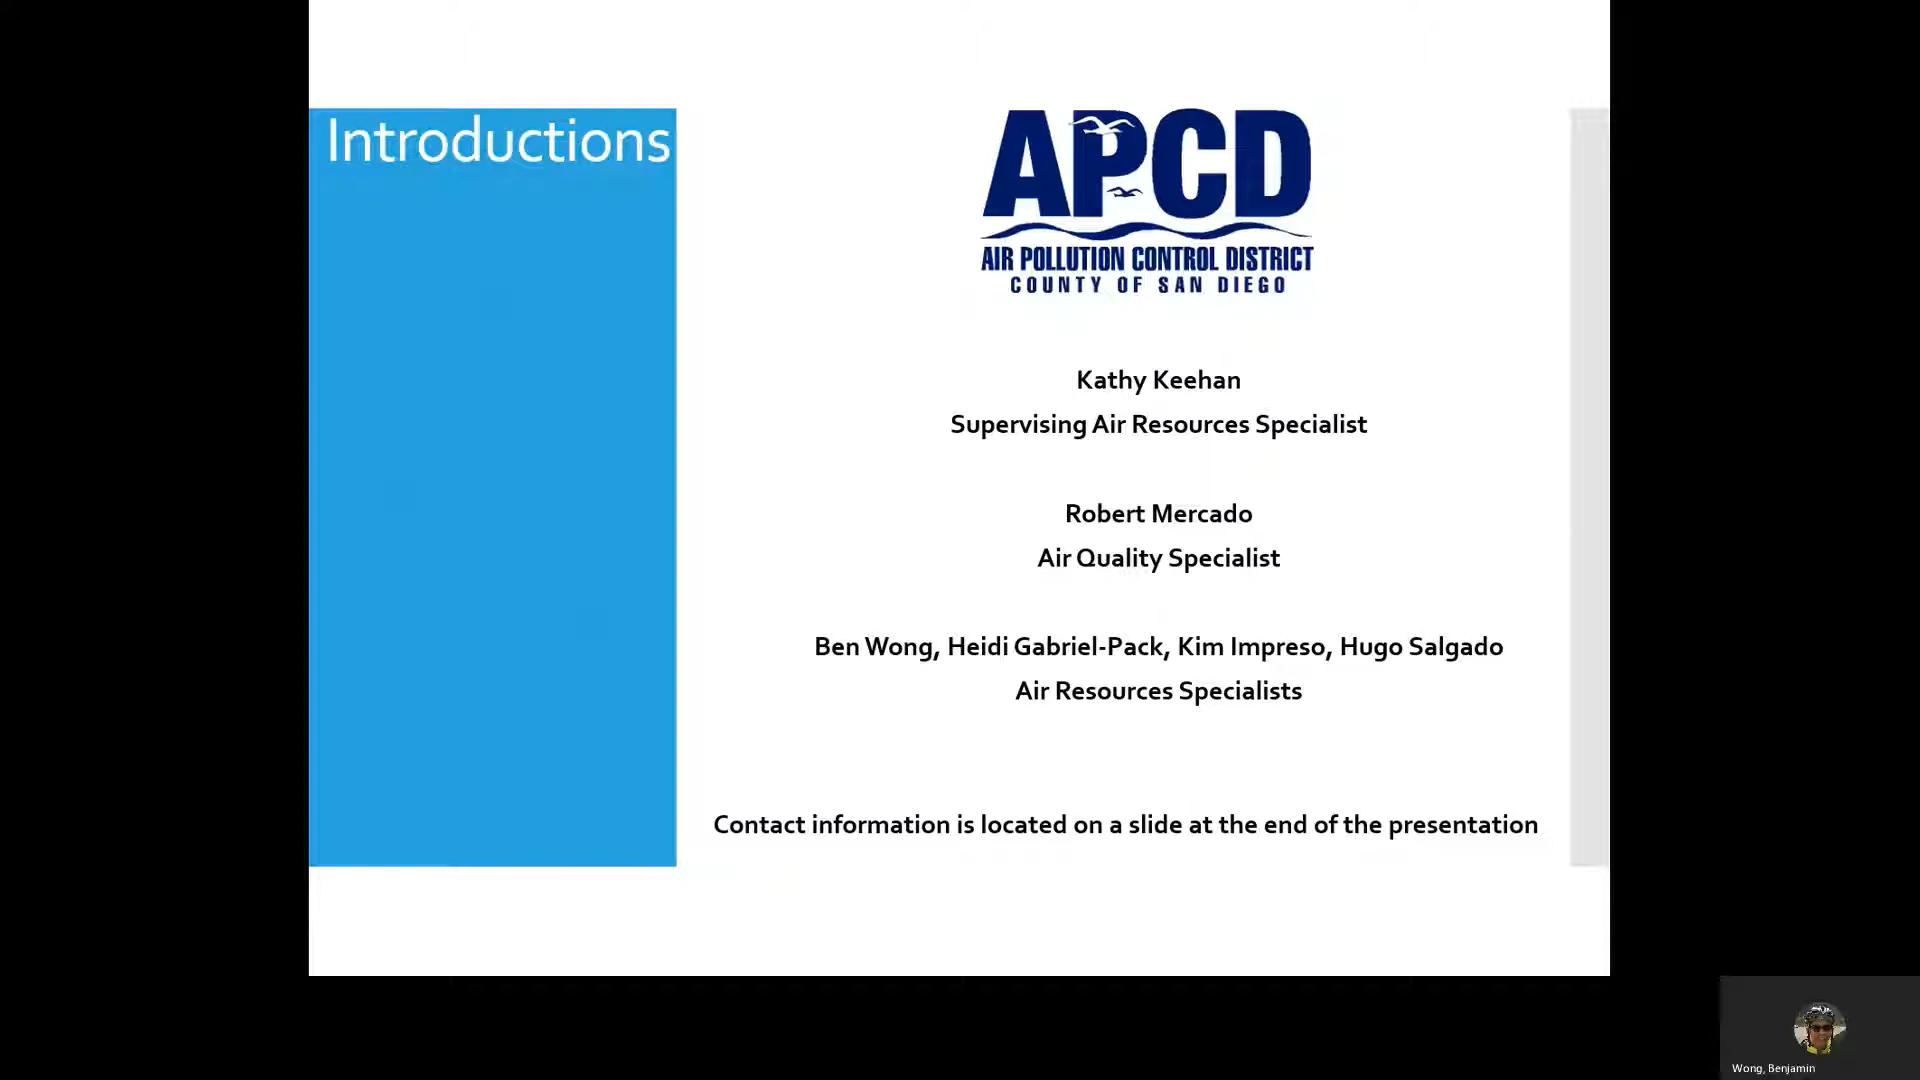 Introductions
APCD
AIR POLLUTION CONTROL DISTRICT
COUNTY OF SAN DIEGO
Kathy Keehan
Supervising Air Resources Specialist
Robert Mercado
Air Quality Specialist
Ben Wong, Heidi Gabriel-Pack, Kim Impreso, Hugo Salgado
Air Resources Specialists
Contact information is located on a slide at the end of the presentation
Wong, Benjamin